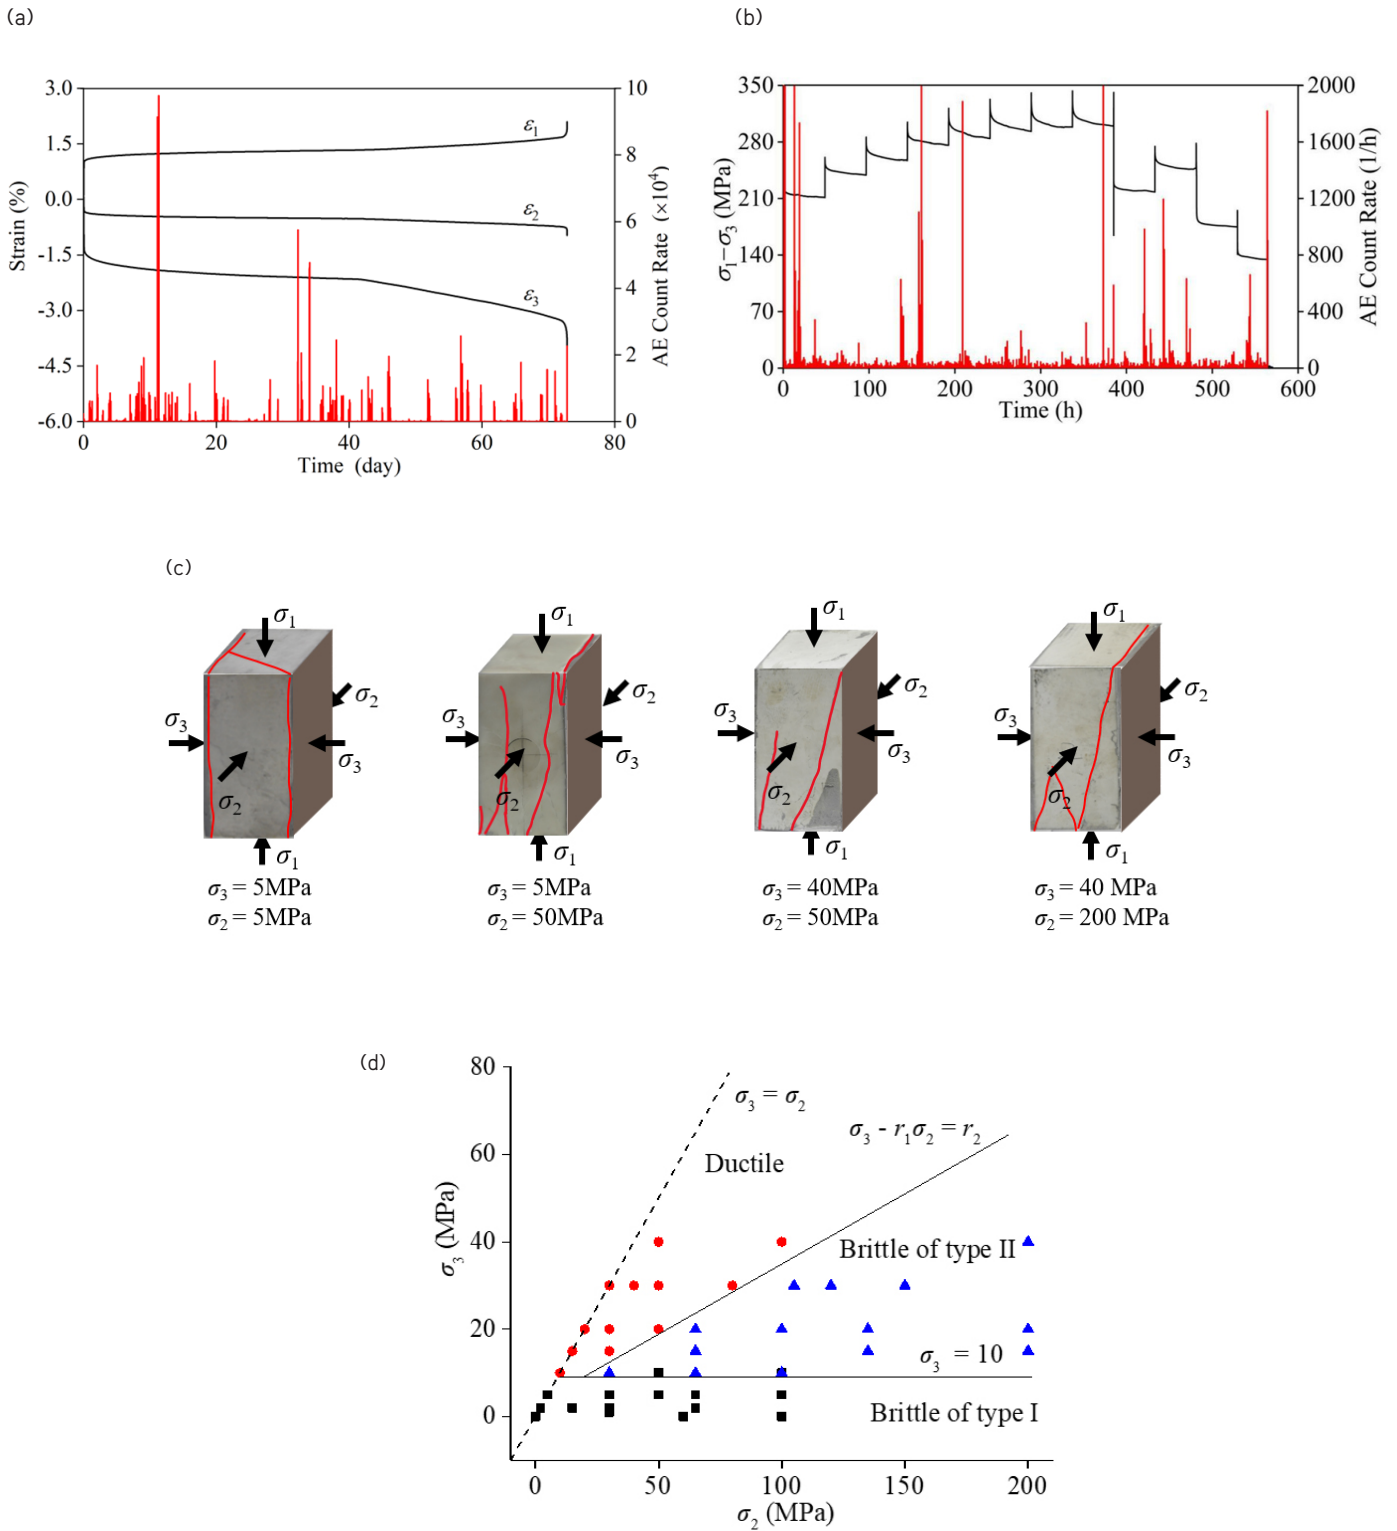 (a)
(b)
3.0
1.5
0.0
-1.5
-3.0
-4.5
-6.0
Strain (%)
ε1
ε2
ε3
10
8
6
4
2
0
AE Count Rate (×10⁴)
0 20 40 60 80
Time (day)
350
280
210
140
70
0
σ1−σ3 (MPa)
2000
1600
1200
800
400
0
AE Count Rate (1/h)
0 100 200 300 400 500 600
Time (h)
(c)
σ1
σ2
σ3
σ3
σ2
σ1
σ3 = 5MPa
σ2 = 5MPa
σ1
σ2
σ3
σ3
σ2
σ1
σ3 = 5MPa
σ2 = 50MPa
σ1
σ2
σ3
σ3
σ2
σ1
σ3 = 40MPa
σ2 = 50MPa
σ1
σ2
σ3
σ3
σ2
σ1
σ3 = 40 MPa
σ2 = 200 MPa
(d)
80
60
40
20
0
σ3 (MPa)
σ3 = σ2
σ3 - r1σ2 = r2
Ductile
Brittle of type II
σ3 = 10
Brittle of type I
0 50 100 150 200
σ2 (MPa)